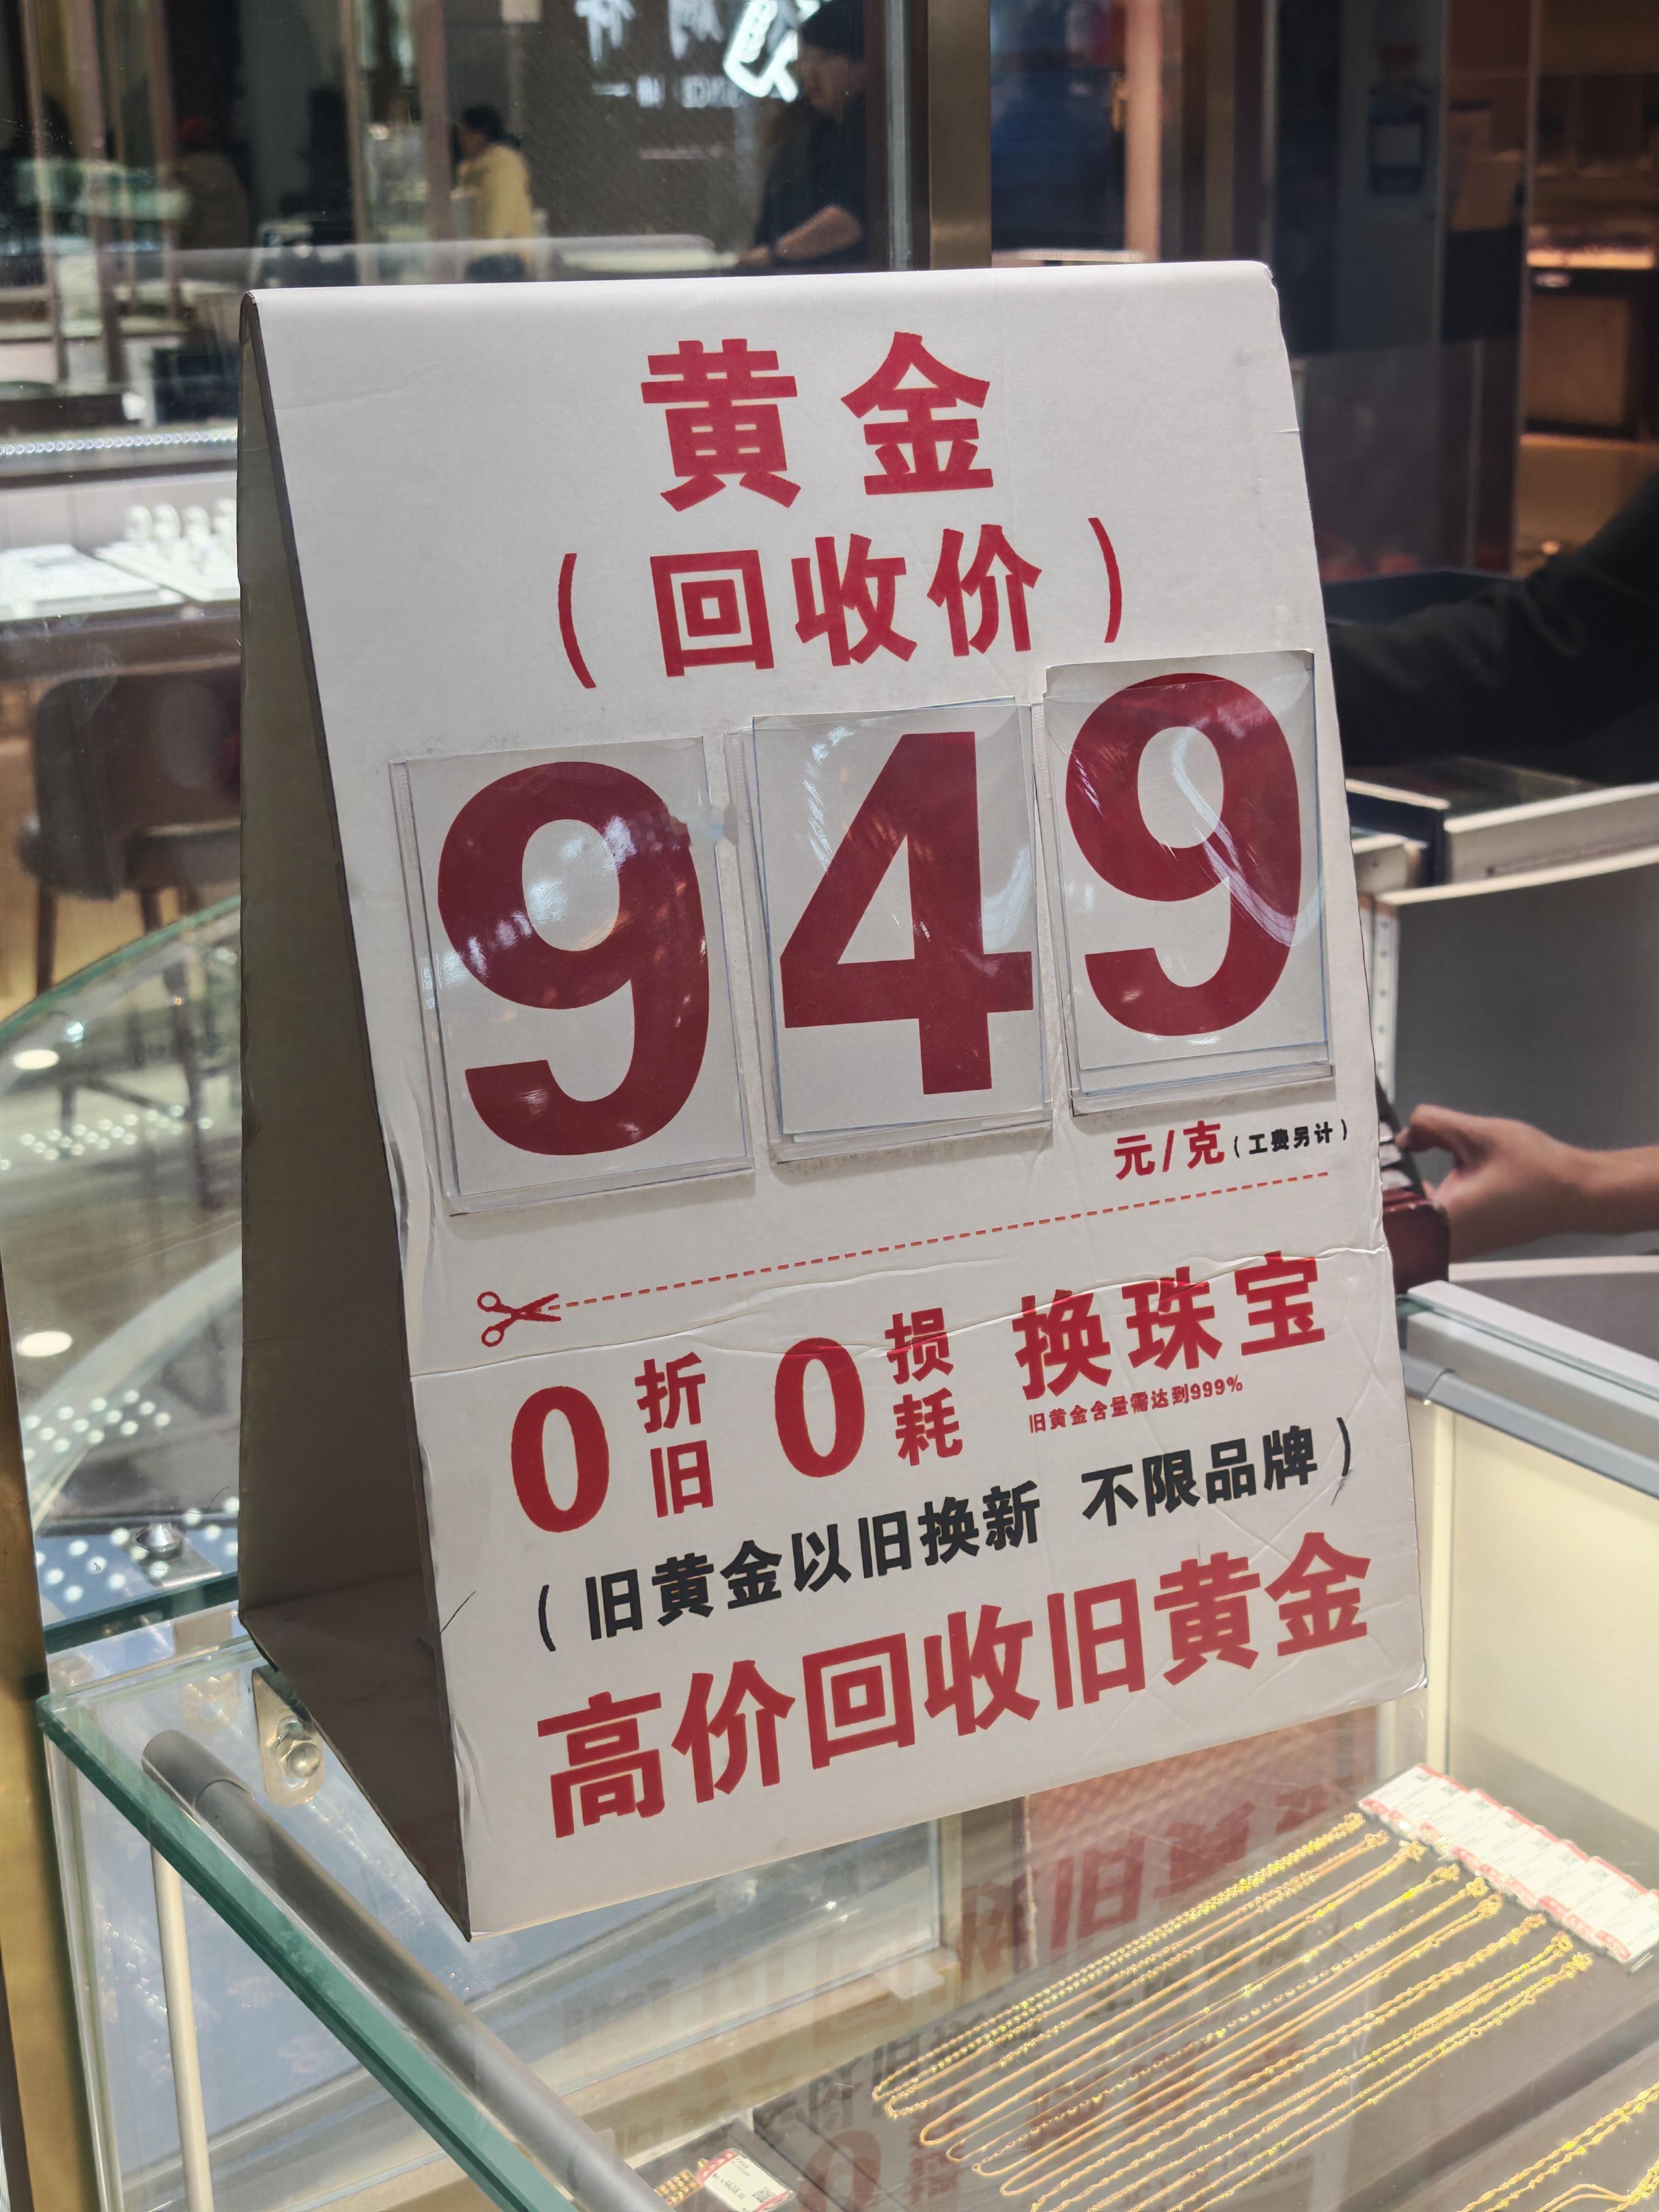 黄金
（回收价）
949
元/克（工费另计）
0折旧 0损耗 换珠宝
旧黄金含量需达到999%
（旧黄金以旧换新 不限品牌）
高价回收旧黄金